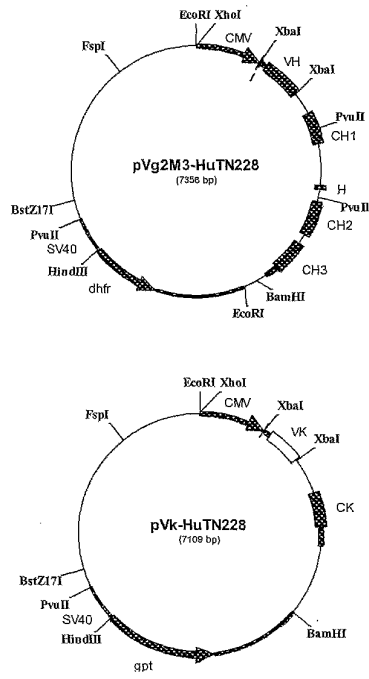 EcoRI XhoI
CMV
XbaI
VH
XbaI
FspI
PvuII
CH1
pVg2M3-HuTN228
(7356 bp)
H
PvuII
BstZ17I
CH2
PvuII
SV40
HindIII
CH3
dhfr
BamHI
EcoRI
EcoRI XhoI
CMV
XbaI
VK
FspI
XbaI
CK
pVk-HuTN228
(7109 bp)
BstZ17I
PvuII
SV40
HindIII
BamHI
gpt